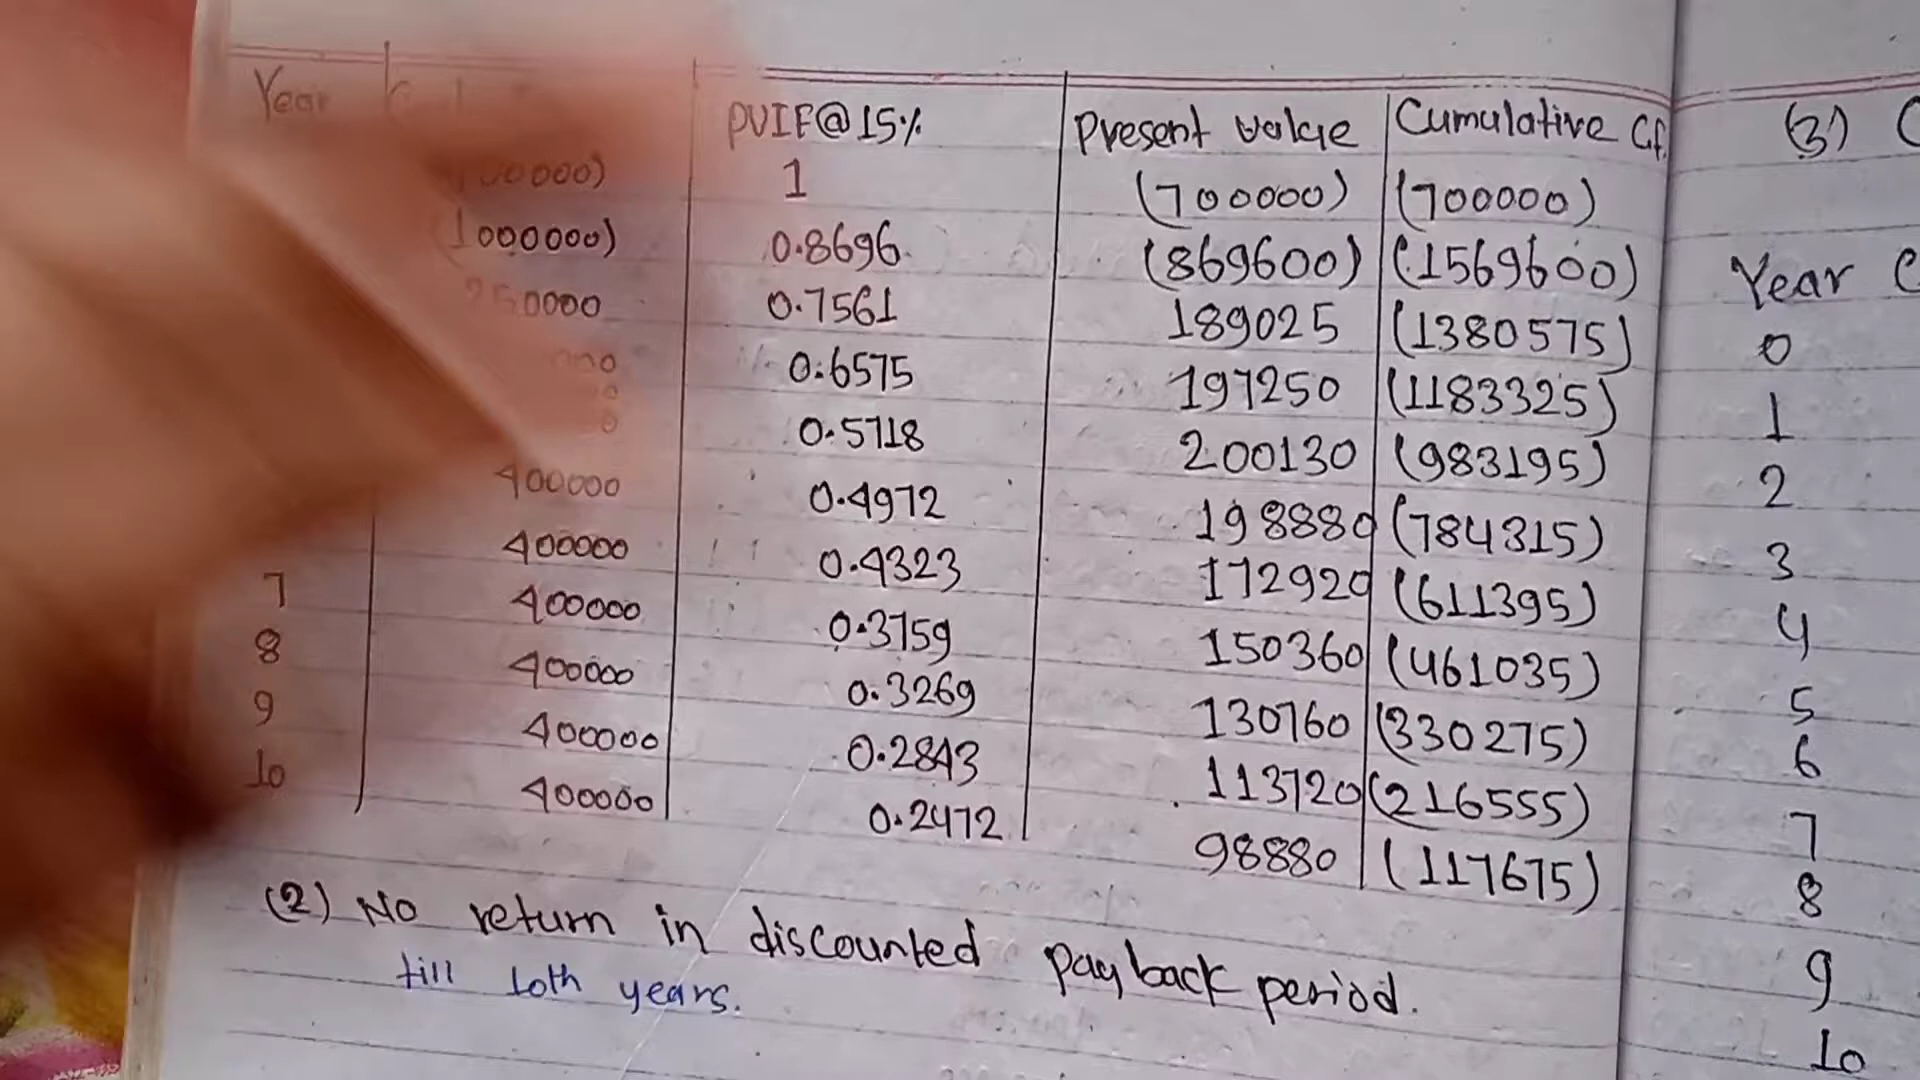 Year PVIF@15% Present value Cumulative Cf. (3)
1 (700000) (700000)
1000000) 0.8696 (869600) (1569600) Year
0000 0.7561 189025 (1380575) 0
0.6575 197250 (1183325) 1
0.5718 200130 (983195) 2
400000 0.4972 198880 (784315) 3
400000 0.4323 172920 (611395) 4
7 400000 0.3759 150360 (461035) 5
8 400000 0.3269 130760 (330275) 6
9 400000 0.2843 113720 (216555) 7
10 400000 0.2472 98880 (117675) 8
(2) No return in discounted payback period. 9
till 10th years. 10